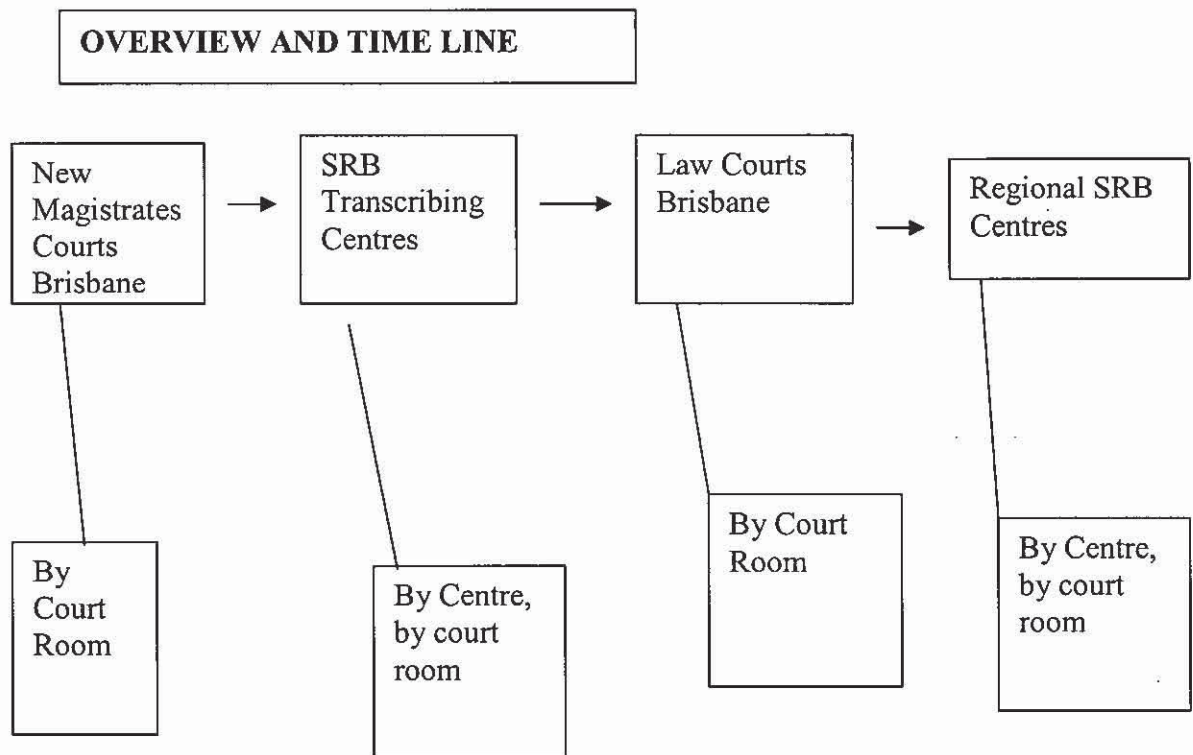 OVERVIEW AND TIME LINE
New
Magistrates
Courts
Brisbane
SRB
Transcribing
Centres
Law Courts
Brisbane
Regional SRB
Centres
By
Court
Room
By Centre,
by court
room
By Court
Room
By Centre,
by court
room